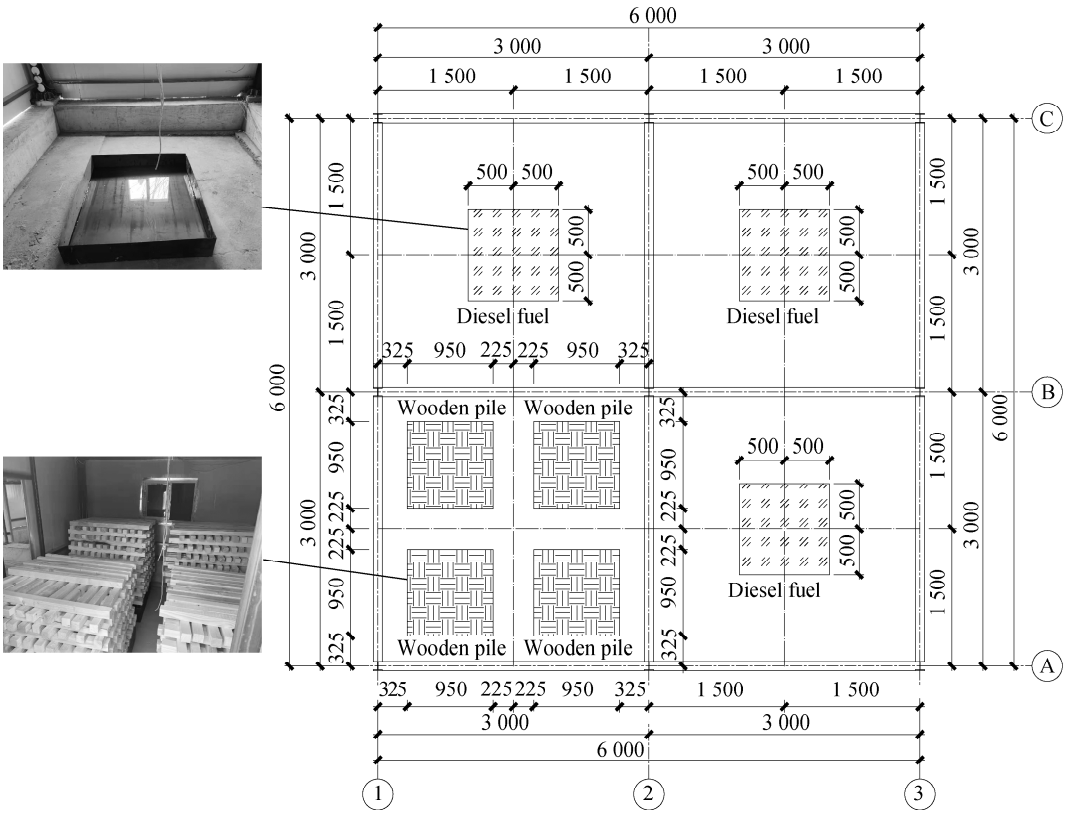 6 000
3 000 3 000
1 500 1 500 1 500 1 500
C
500 500 500 500
1 500 500 500 1 500
3 000 3 000
500 500
1 500 Diesel fuel Diesel fuel 1 500
325 950 225 225 950 325
6 000 6 000
B
325 Wooden pile Wooden pile 325
500 500
950 950 1 500
225 225 500
3 000 3 000
225 225 500
950 950 Diesel fuel 1 500
325 Wooden pile Wooden pile 325
A
325 950 225 225 950 325 1 500 1 500
3 000 3 000
6 000
1 2 3